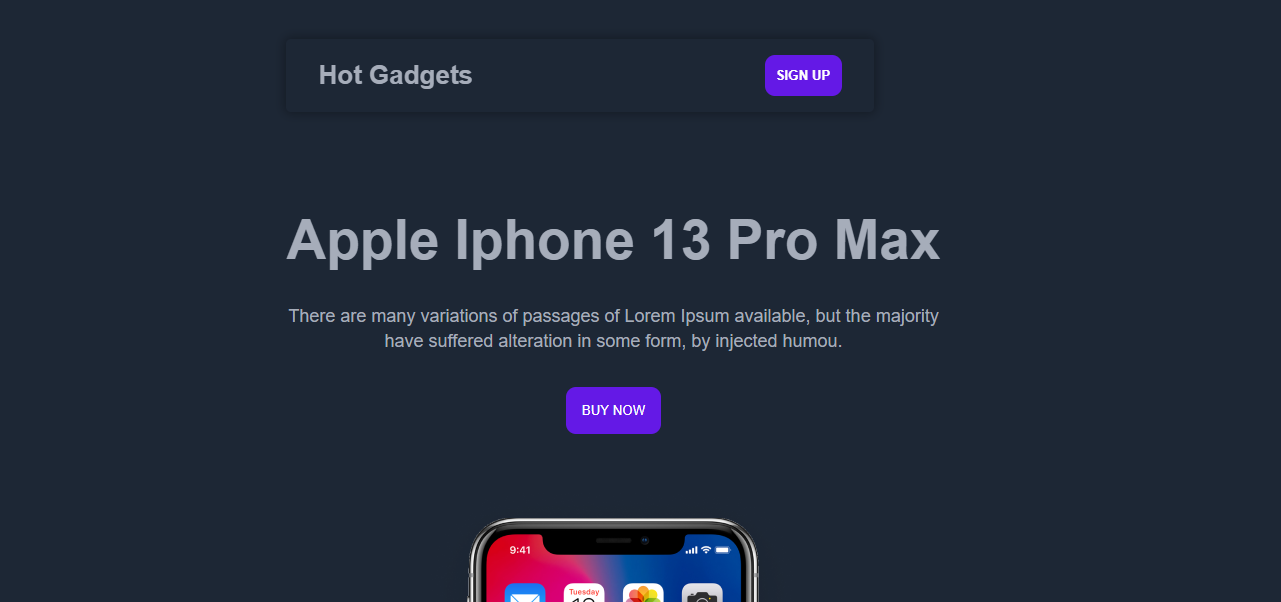 Hot Gadgets
SIGN UP
Apple Iphone 13 Pro Max
There are many variations of passages of Lorem Ipsum available, but the majority
have suffered alteration in some form, by injected humou.
BUY NOW
9:41
Tuesday